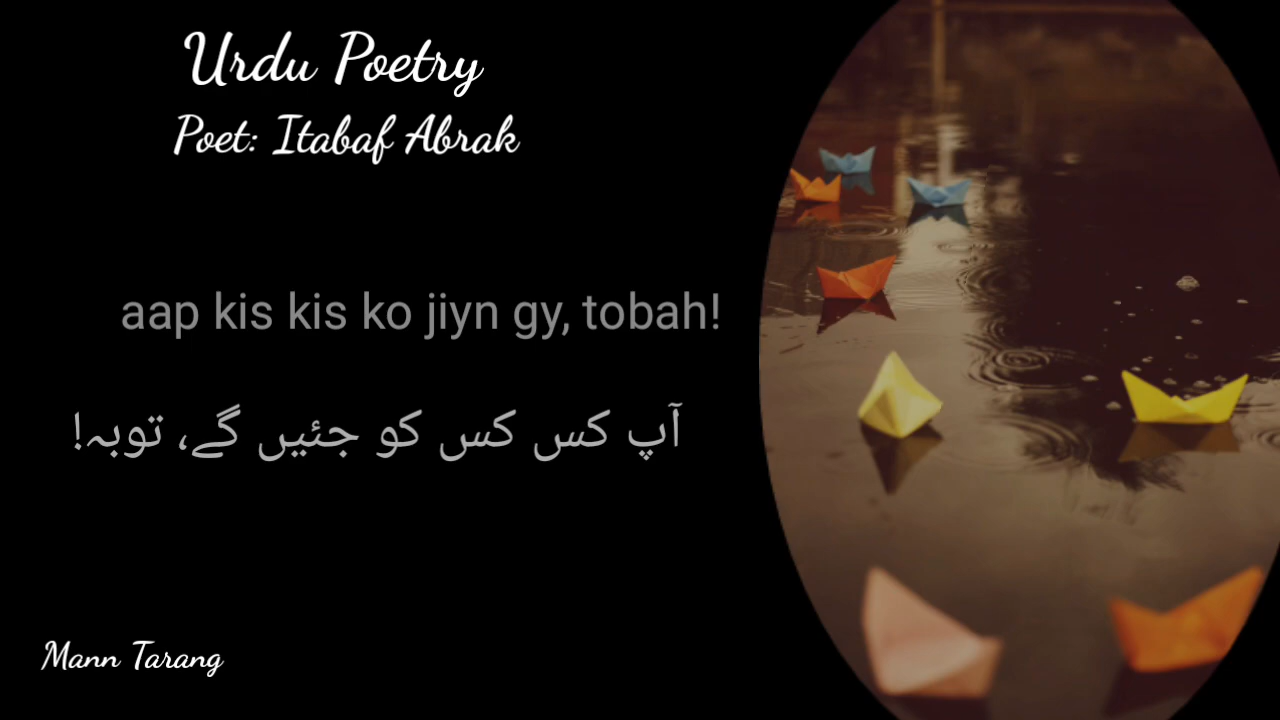 Urdu Poetry
Poet: Itabaf Abrak
aap kis kis ko jiyn gy, tobah!
آپ کس کس کو جئیں گے، توبہ!
Mann Tarang